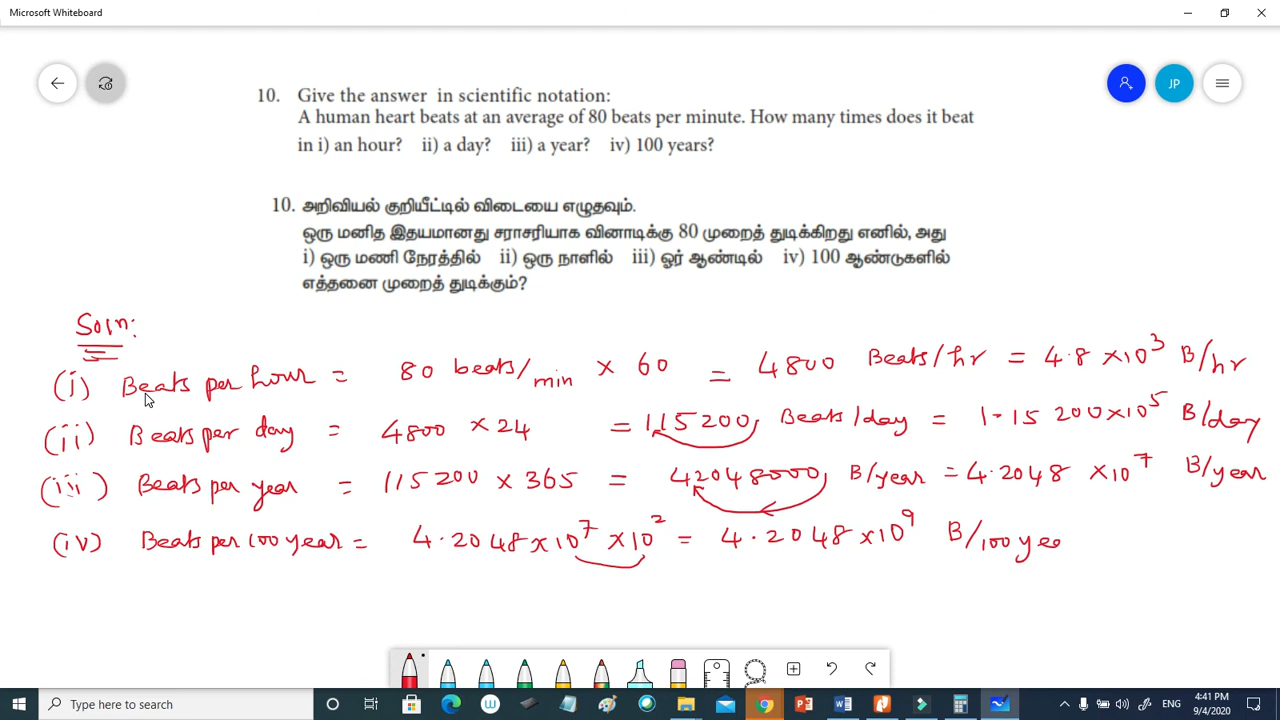 Microsoft Whiteboard
JP
10. Give the answer in scientific notation:
A human heart beats at an average of 80 beats per minute. How many times does it beat
in i) an hour? ii) a day? iii) a year? iv) 100 years?
10. அறிவியல் குறியீட்டில் விடையை எழுதவும்.
ஒரு மனித இதயமானது சராசரியாக வினாடிக்கு 80 முறைத் துடிக்கிறது எனில், அது
i) ஒரு மணி நேரத்தில் ii) ஒரு நாளில் iii) ஓர் ஆண்டில் iv) 100 ஆண்டுகளில்
எத்தனை முறைத் துடிக்கும்?
Soln:
(i) Beats per hour = 80 beats/min × 60 = 4800 Beats/hr = 4.8 × 10³ B/hr
(ii) Beats per day = 4800 × 24 = 115200 Beats/day = 1.15 200 × 10⁵ B/day
(iii) Beats per year = 115200 × 365 = 42048000 B/year = 4.2048 × 10⁷ B/year
(iv) Beats per 100 year = 4.2048 × 10⁷ × 10² = 4.2048 × 10⁹ B/100 yea
Type here to search
ENG
4:41 PM
9/4/2020